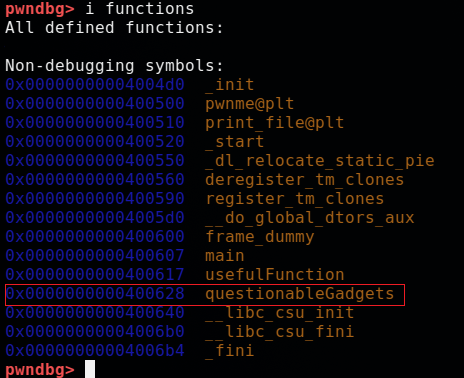 pwndbg> i functions
All defined functions:
Non-debugging symbols:
0x00000000004004d0 _init
0x0000000000400500 pwnme@plt
0x0000000000400510 print_file@plt
0x0000000000400520 _start
0x0000000000400550 _dl_relocate_static_pie
0x0000000000400560 deregister_tm_clones
0x0000000000400590 register_tm_clones
0x00000000004005d0 __do_global_dtors_aux
0x0000000000400600 frame_dummy
0x0000000000400607 main
0x0000000000400617 usefulFunction
0x0000000000400628 questionableGadgets
0x0000000000400640 __libc_csu_init
0x00000000004006b0 __libc_csu_fini
0x00000000004006b4 _fini
pwndbg>